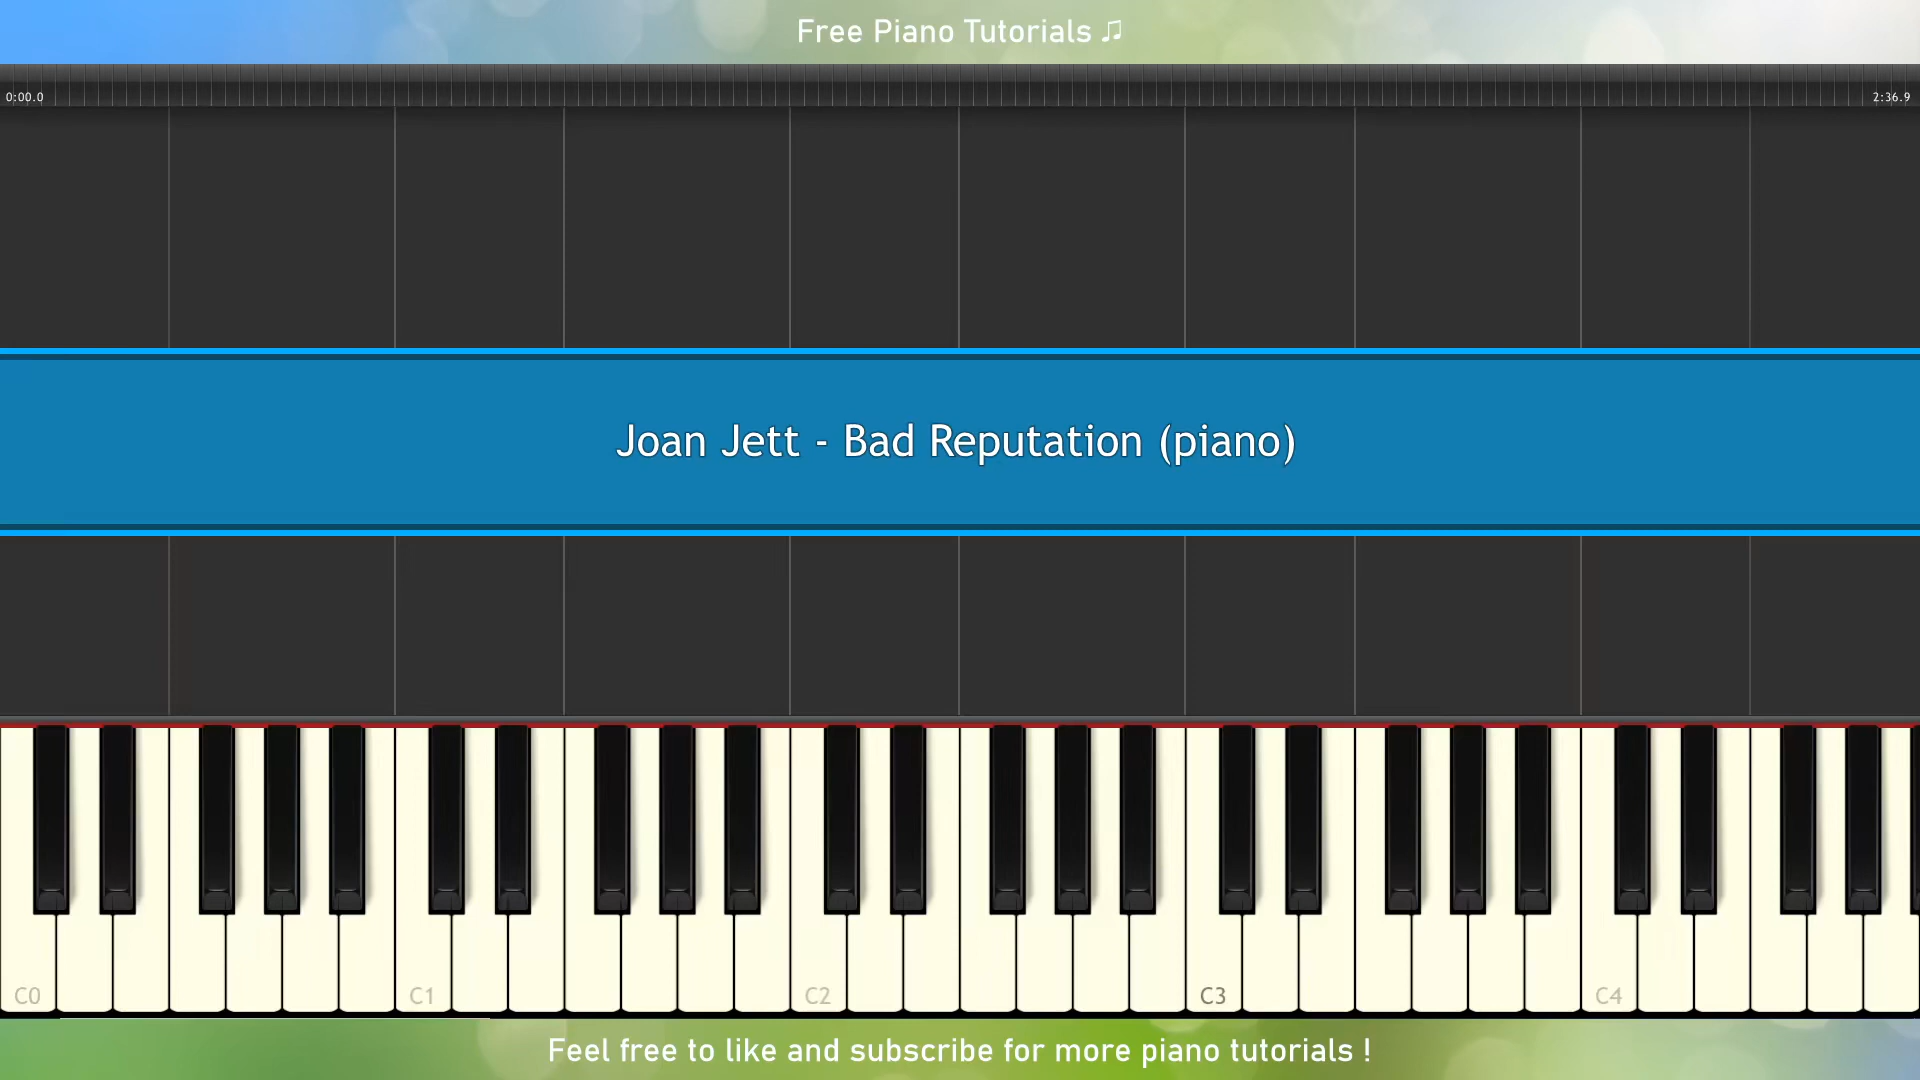 Free Piano Tutorials ♫
0:00.0
2:36.9
Joan Jett - Bad Reputation (piano)
C0
C1
C2
C3
C4
Feel free to like and subscribe for more piano tutorials !